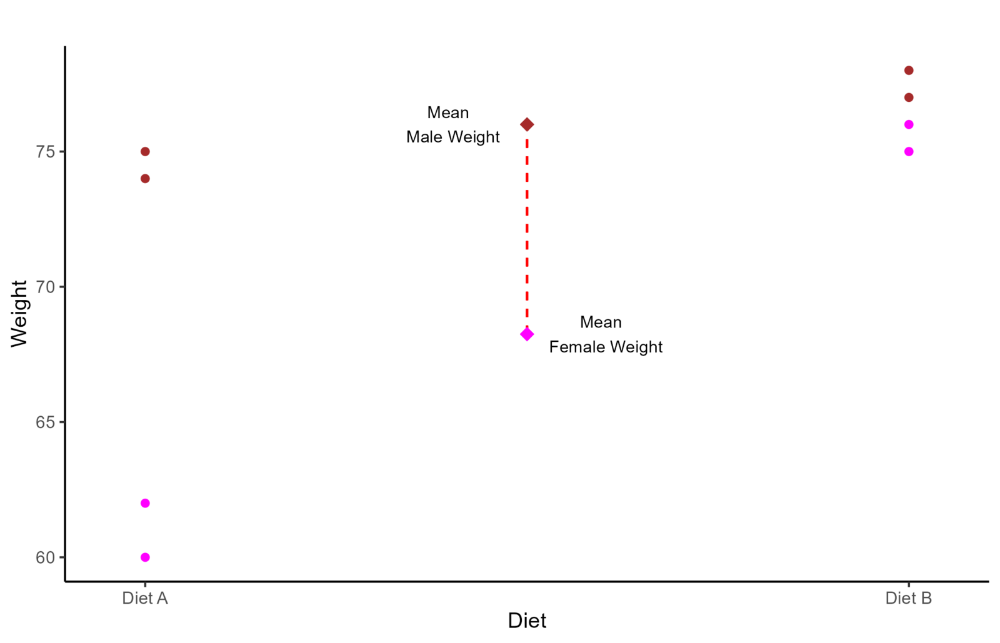 Mean
Male Weight
75
70
Weight
Mean
Female Weight
65
60
Diet A
Diet B
Diet